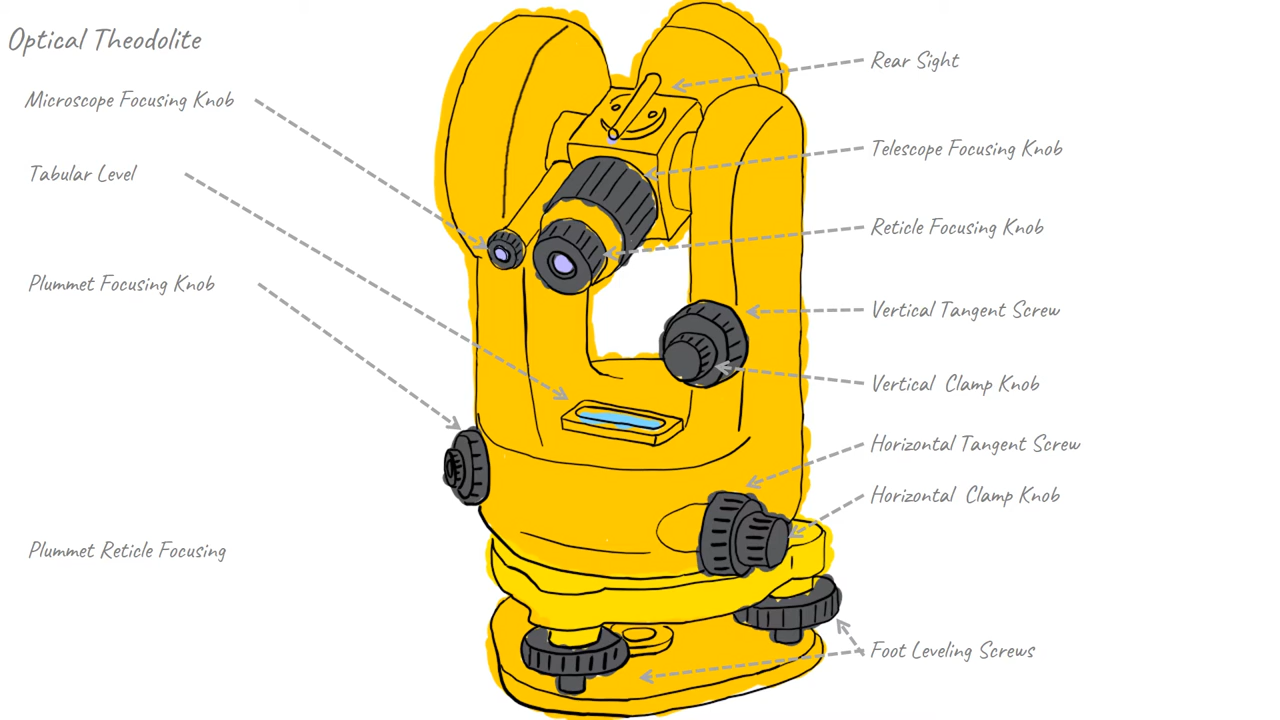 Optical Theodolite
Microscope Focusing Knob
Tabular Level
Plummet Focusing Knob
Plummet Reticle Focusing
Rear Sight
Telescope Focusing Knob
Reticle Focusing Knob
Vertical Tangent Screw
Vertical Clamp Knob
Horizontal Tangent Screw
Horizontal Clamp Knob
Foot Leveling Screws